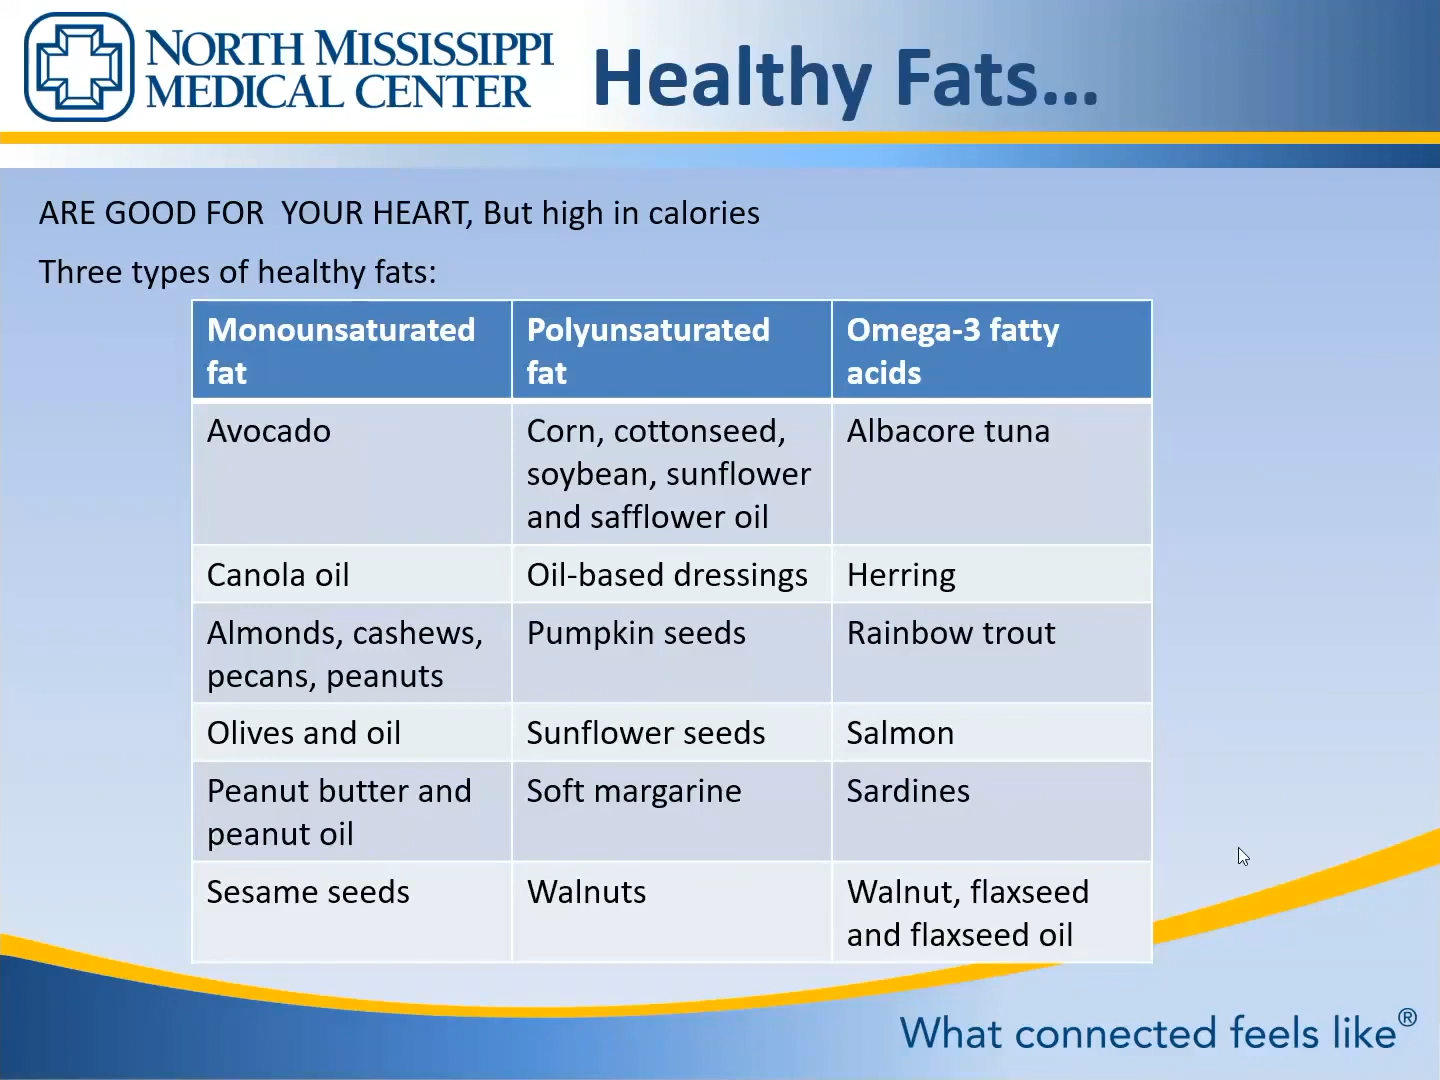 NORTH MISSISSIPPI
MEDICAL CENTER
Healthy Fats...
ARE GOOD FOR YOUR HEART, But high in calories
Three types of healthy fats:
Monounsaturated
fat
Polyunsaturated
fat
Omega-3 fatty
acids
Avocado
Corn, cottonseed,
soybean, sunflower
and safflower oil
Albacore tuna
Canola oil
Oil-based dressings
Herring
Almonds, cashews,
pecans, peanuts
Pumpkin seeds
Rainbow trout
Olives and oil
Sunflower seeds
Salmon
Peanut butter and
peanut oil
Soft margarine
Sardines
Sesame seeds
Walnuts
Walnut, flaxseed
and flaxseed oil
What connected feels like®